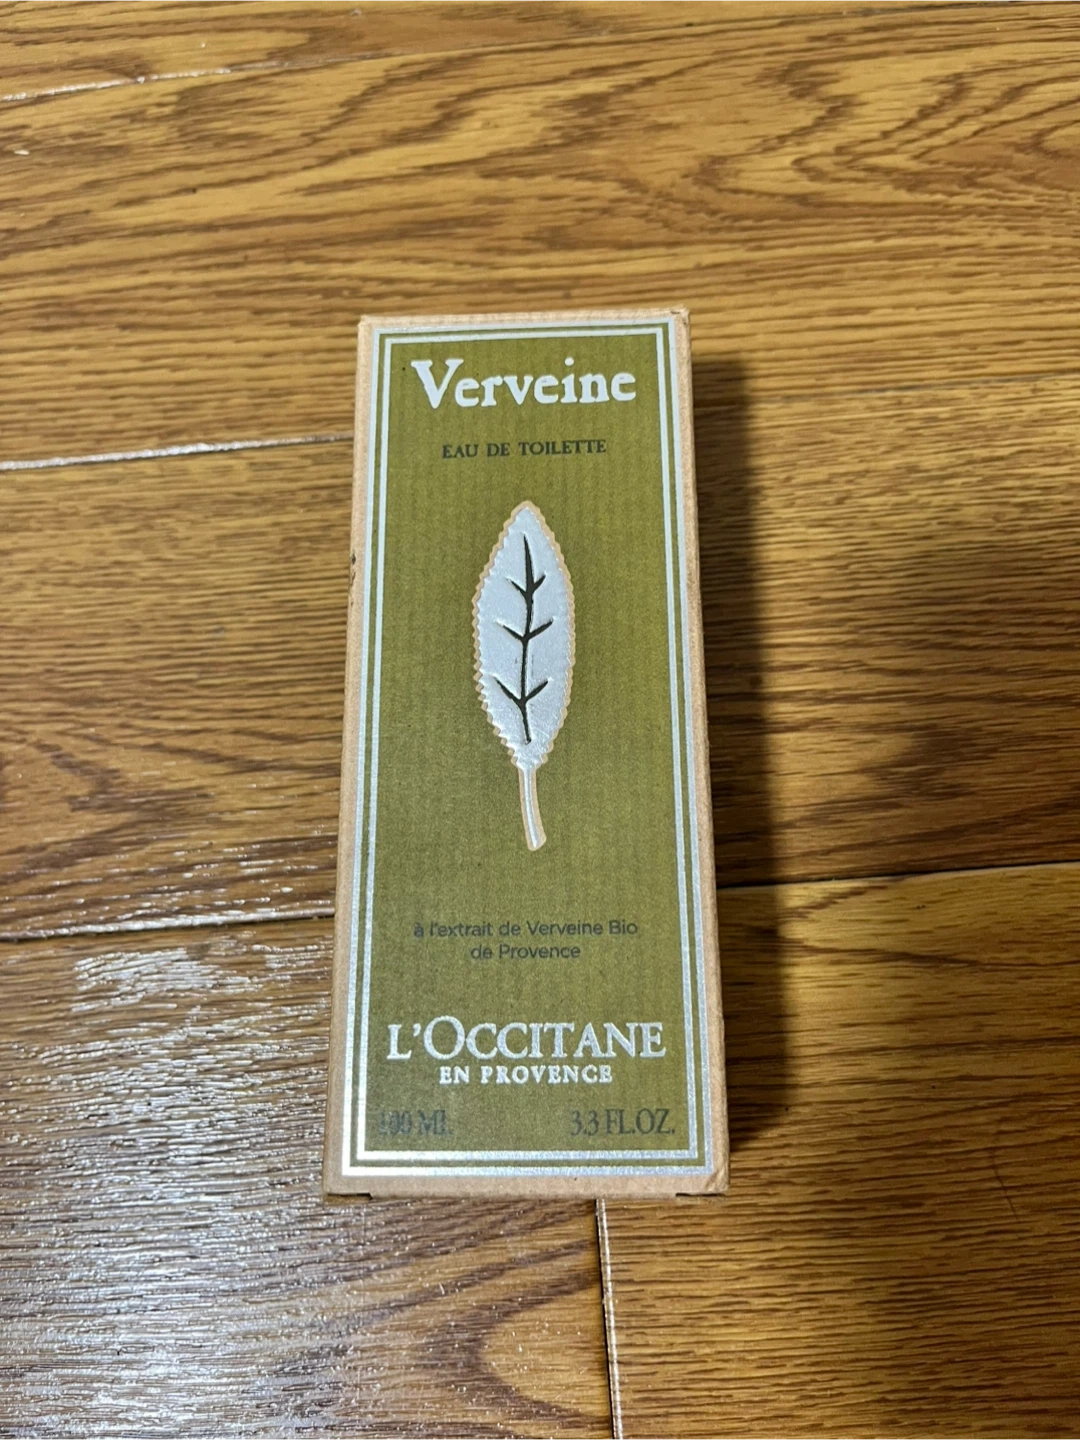 Verveine
EAU DE TOILETTE
à l'extrait de Verveine Bio
de Provence
L'OCCITANE
EN PROVENCE
100 ML. 3.3 FL.OZ.